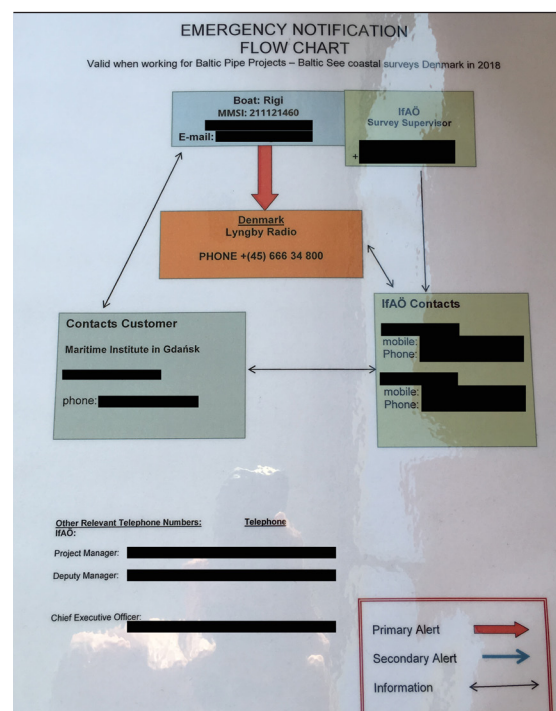 EMERGENCY NOTIFICATION
FLOW CHART
Valid when working for Baltic Pipe Projects – Baltic See coastal surveys Denmark in 2018
Boat: Rigi
MMSI: 211121460
E-mail:
IfAÖ
Survey Supervisor
+
Denmark
Lyngby Radio
PHONE +(45) 666 34 800
Contacts Customer
Maritime Institute in Gdańsk
phone:
IfAÖ Contacts
mobile:
Phone:
mobile:
Phone:
Other Relevant Telephone Numbers: Telephone
IfAÖ:
Project Manager:
Deputy Manager:
Chief Executive Officer:
Primary Alert
Secondary Alert
Information